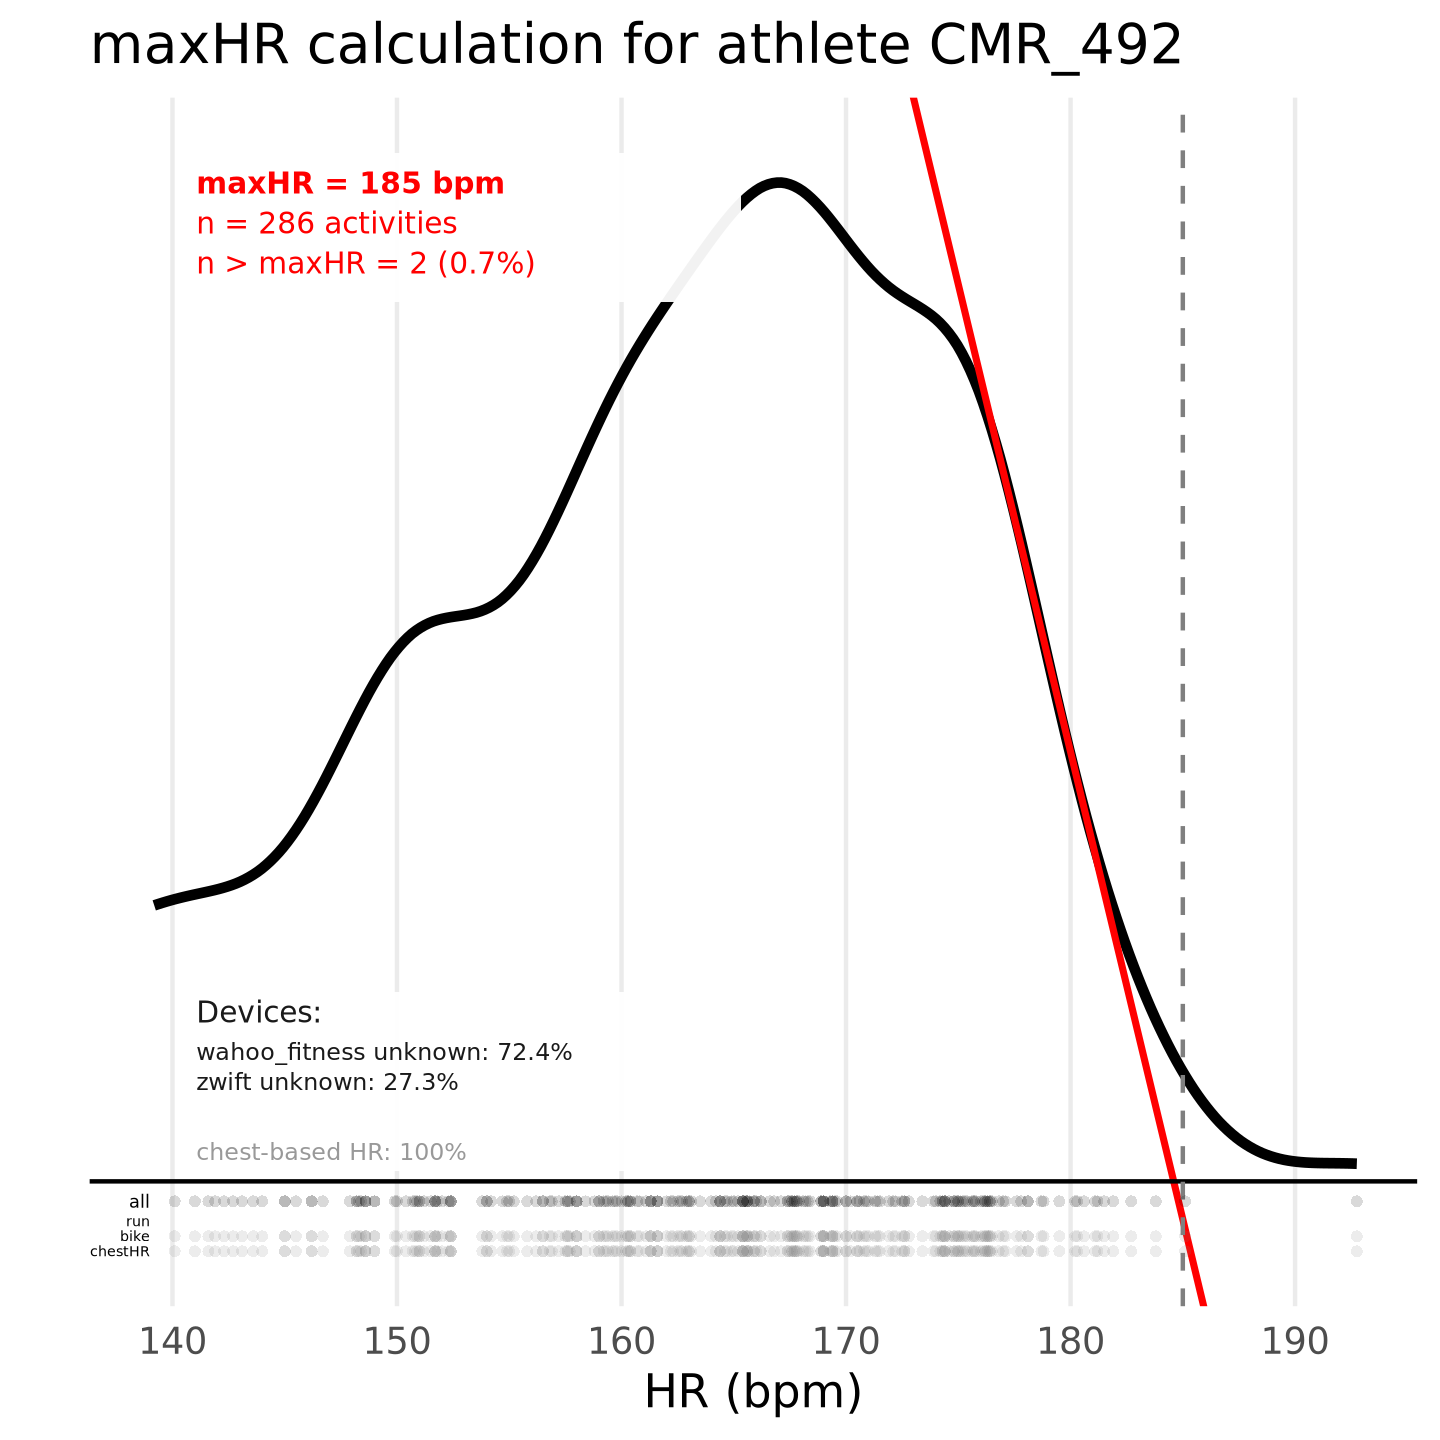 maxHR calculation for athlete CMR_492
maxHR = 185 bpm
n = 286 activities
n > maxHR = 2 (0.7%)
Devices:
wahoo_fitness unknown: 72.4%
zwift unknown: 27.3%
chest-based HR: 100%
all
run
bike
chestHR
140 150 160 170 180 190
HR (bpm)